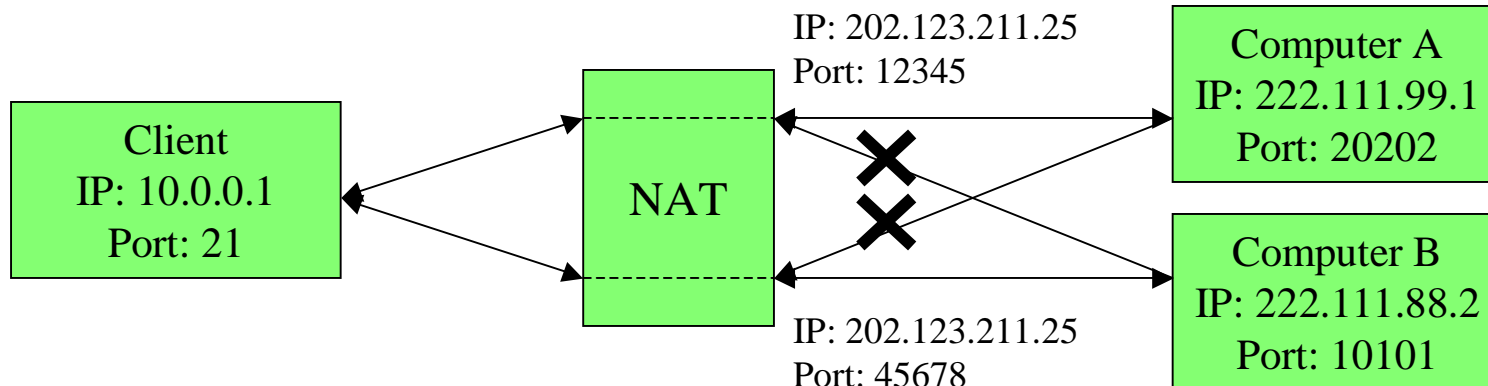 Client
IP: 10.0.0.1
Port: 21
NAT
IP: 202.123.211.25
Port: 12345
IP: 202.123.211.25
Port: 45678
Computer A
IP: 222.111.99.1
Port: 20202
Computer B
IP: 222.111.88.2
Port: 10101